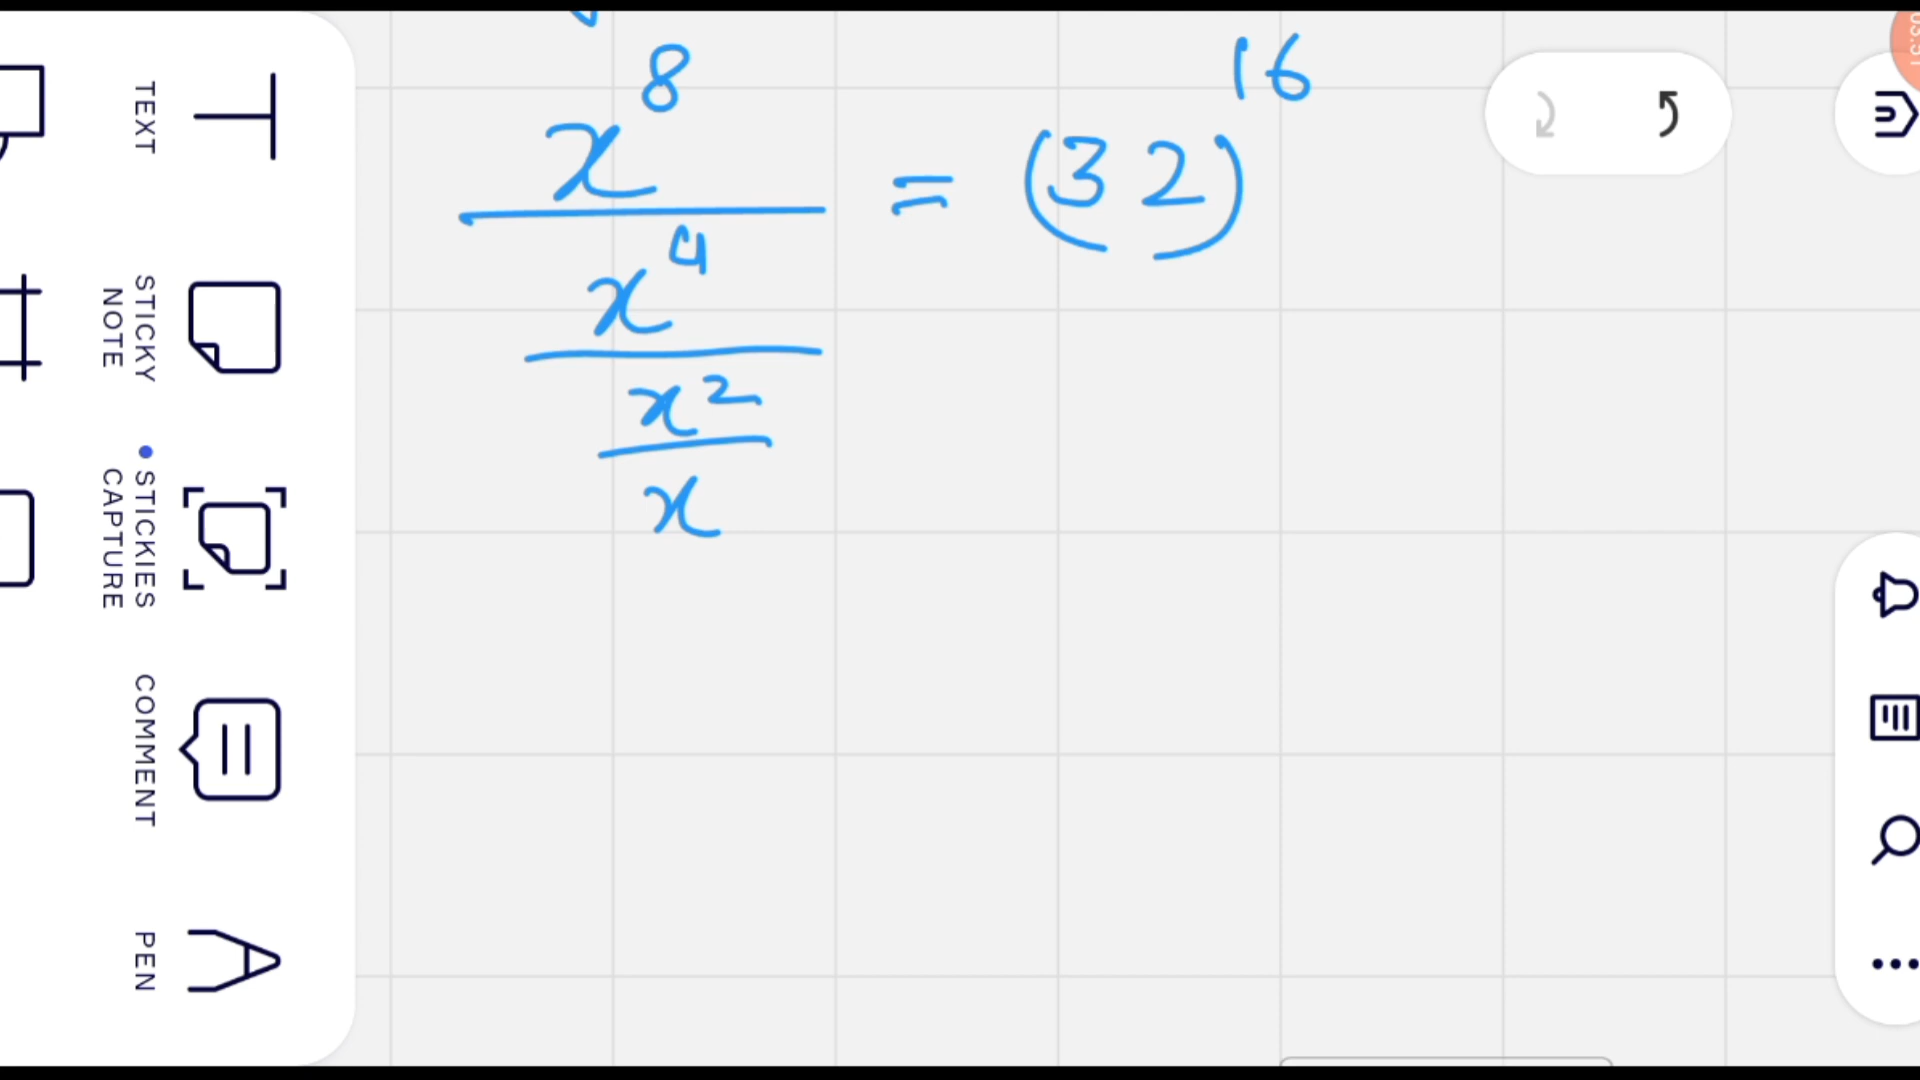 x^8 / (x^4 / (x^2 / x)) = (32)^16
TEXT
STICKY
NOTE
STICKIES
CAPTURE
COMMENT
PEN